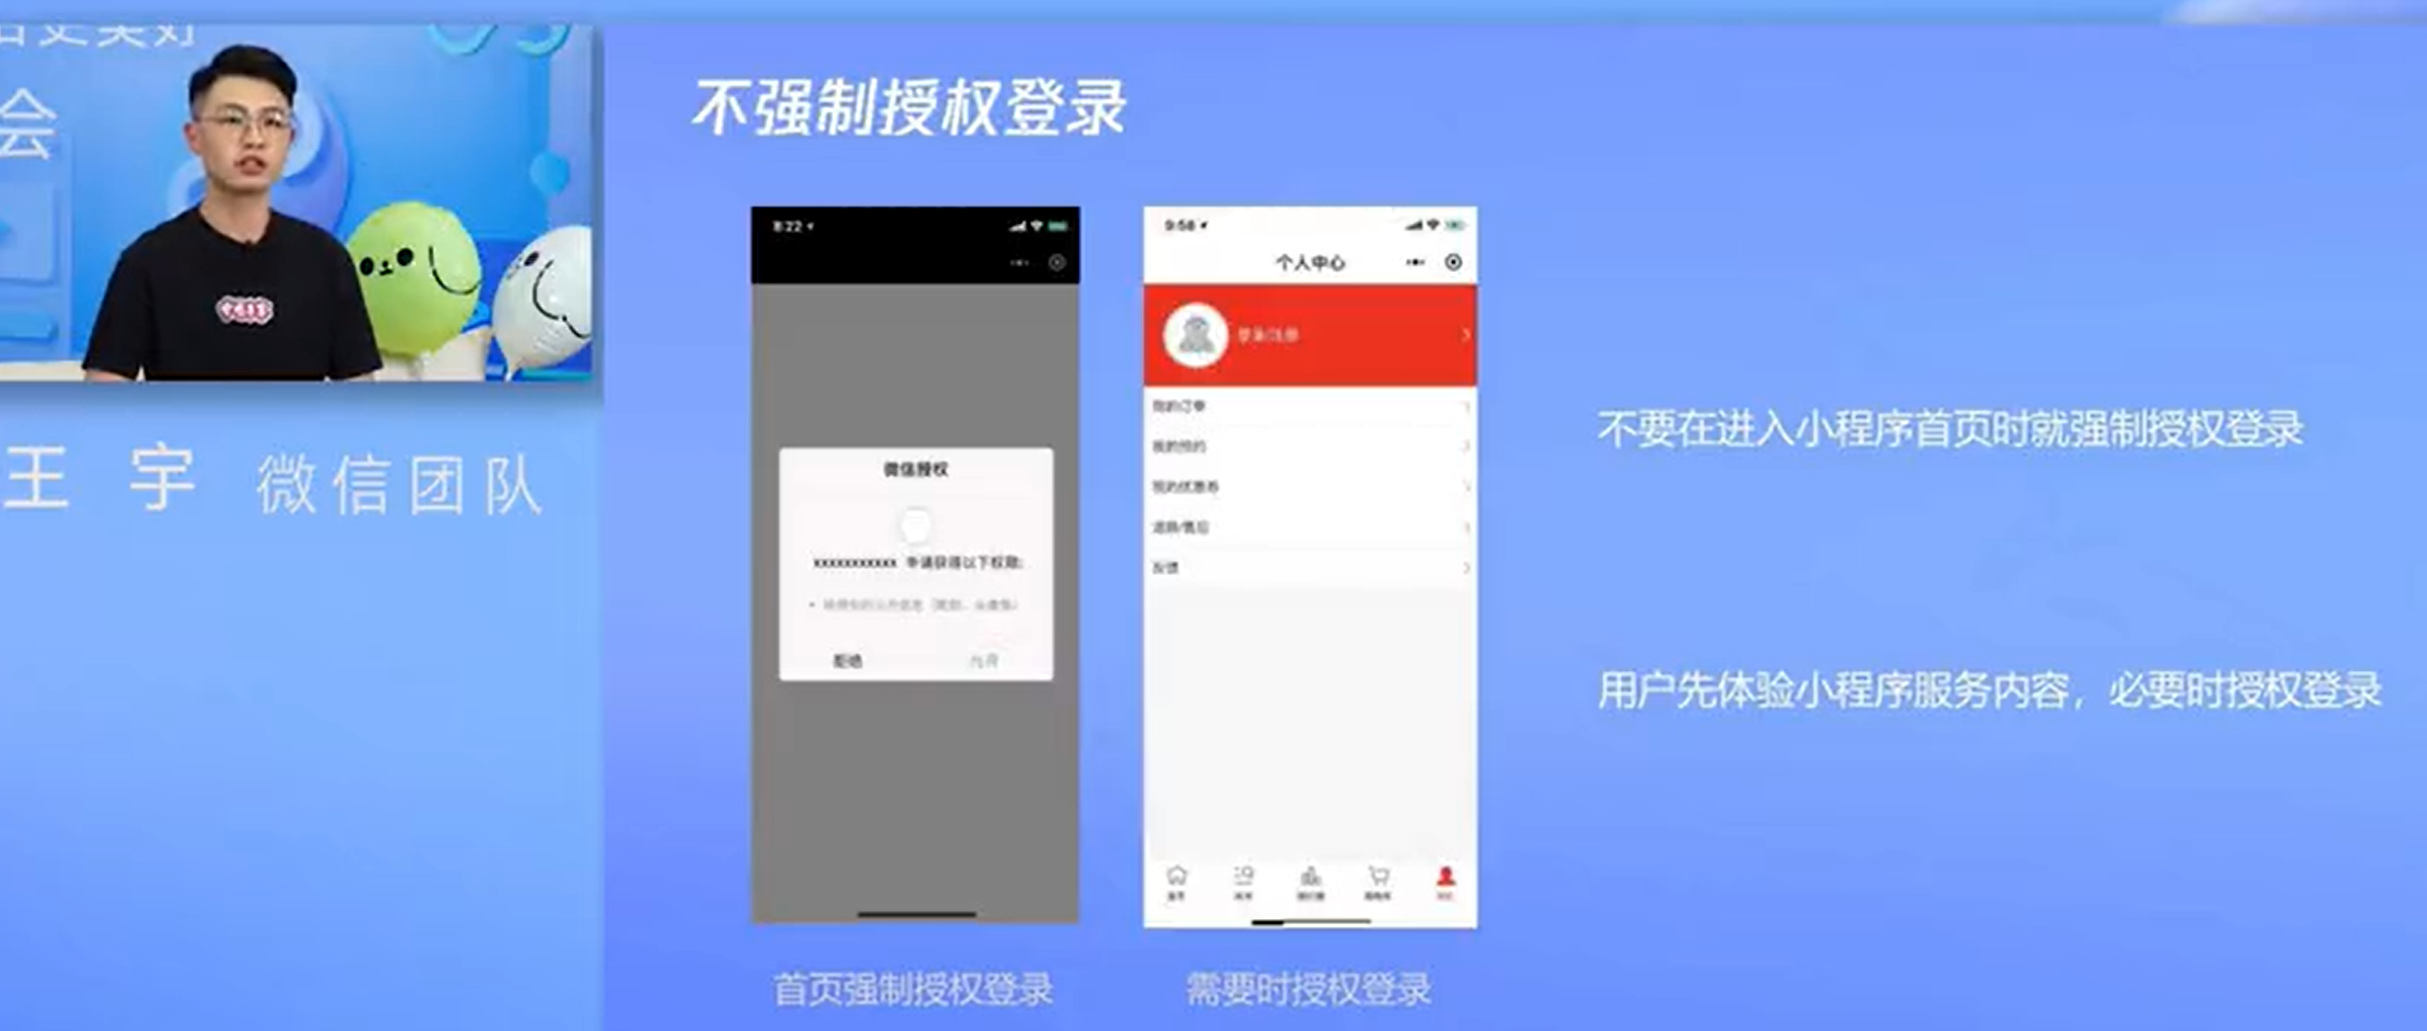 台更美好
会
王 宇 微信团队
不强制授权登录
8:22
微信授权
xxxxxxxxxxx 申请获得以下权限:
拒绝
允许
首页强制授权登录
9:58
个人中心
登录/注册
我的订单
我的预约
我的优惠券
退换/售后
反馈
需要时授权登录
不要在进入小程序首页时就强制授权登录
用户先体验小程序服务内容，必要时授权登录